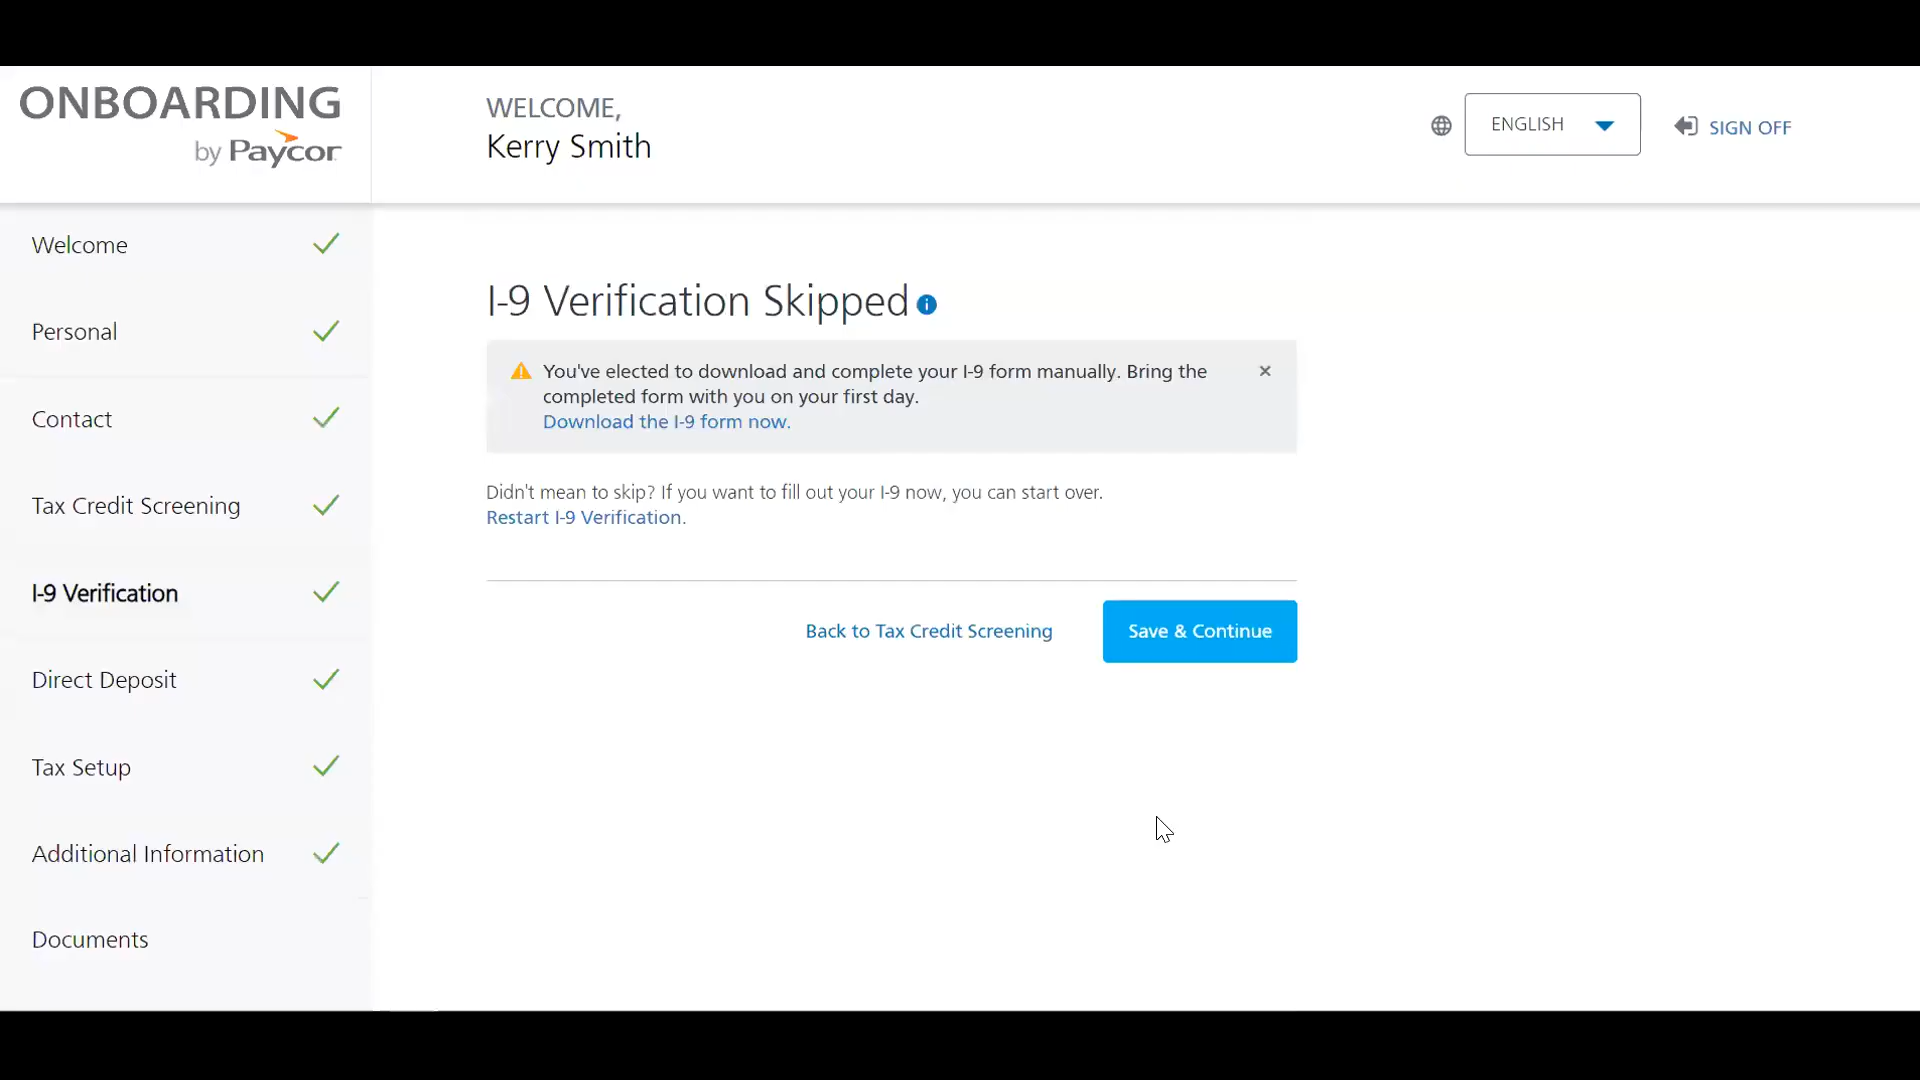 ONBOARDING
by Paycor
WELCOME,
Kerry Smith
ENGLISH
SIGN OFF
Welcome
Personal
Contact
Tax Credit Screening
I-9 Verification
Direct Deposit
Tax Setup
Additional Information
Documents
I-9 Verification Skipped
You've elected to download and complete your I-9 form manually. Bring the
completed form with you on your first day.
Download the I-9 form now.
Didn't mean to skip? If you want to fill out your I-9 now, you can start over.
Restart I-9 Verification.
Back to Tax Credit Screening
Save & Continue